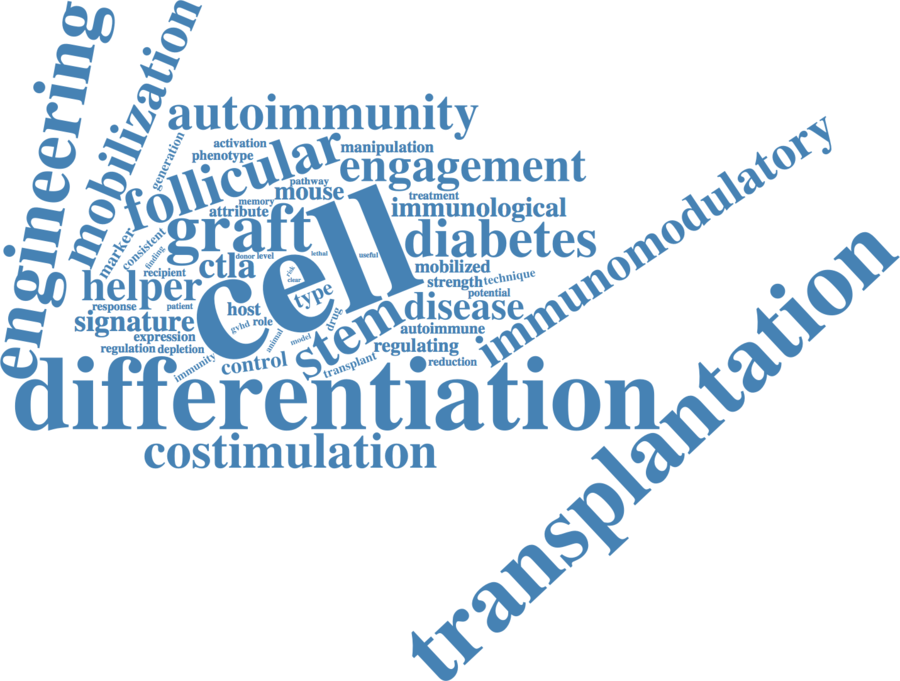 engineering
mobilization
autoimmunity
generation
activation
phenotype
follicular
manipulation
engagement
pathway
mouse
memory
attribute
treatment
immunological
immunomodulatory
marker
consistent
finding
graft
donor level
lethal
useful
cell
diabetes
recipient
ctla
risk
clear
mobilized
strength
technique
helper
type
potential
response
patient
host
disease
transplantation
signature
gvhd
role
drug
stem
autoimmune
expression
animal
model
regulating
regulation
depletion
immunity
control
transplant
reduction
differentiation
costimulation